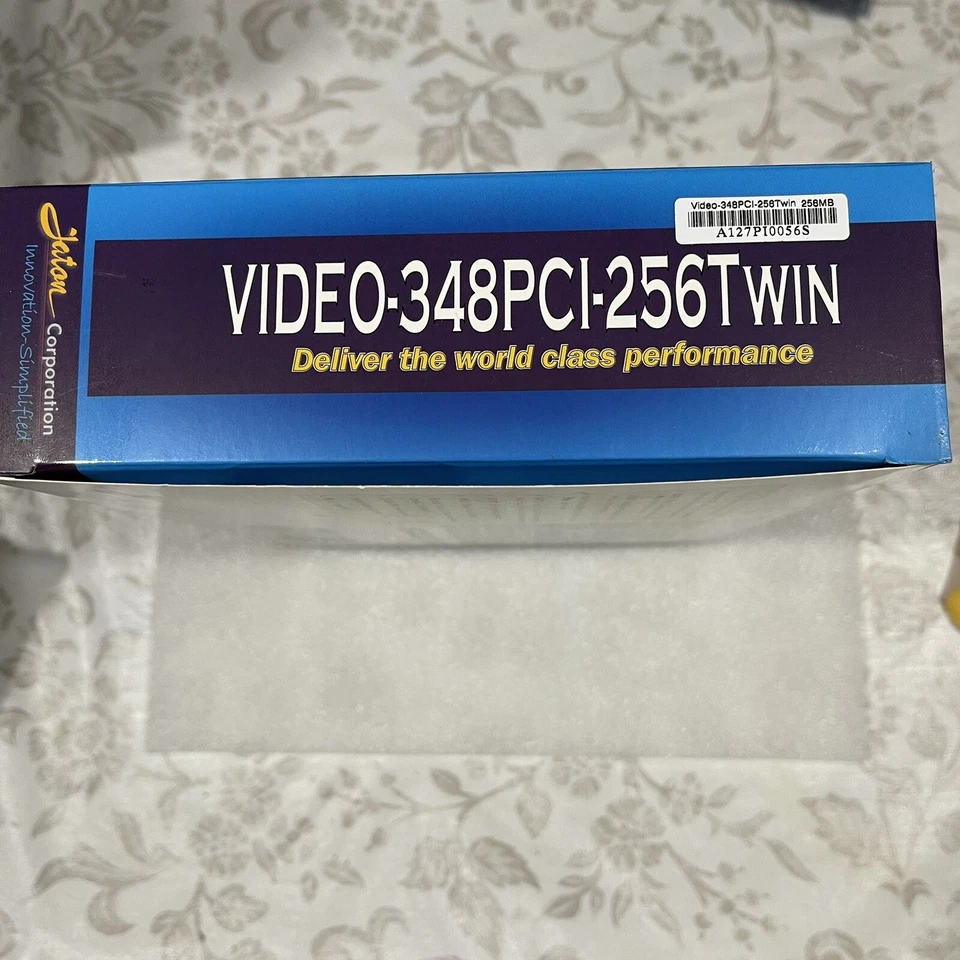 Jaton Corporation
Innovation-Simplified
Video-348PCI-256Twin 256MB
A127PI0056S
VIDEO-348PCI-256TWIN
Deliver the world class performance